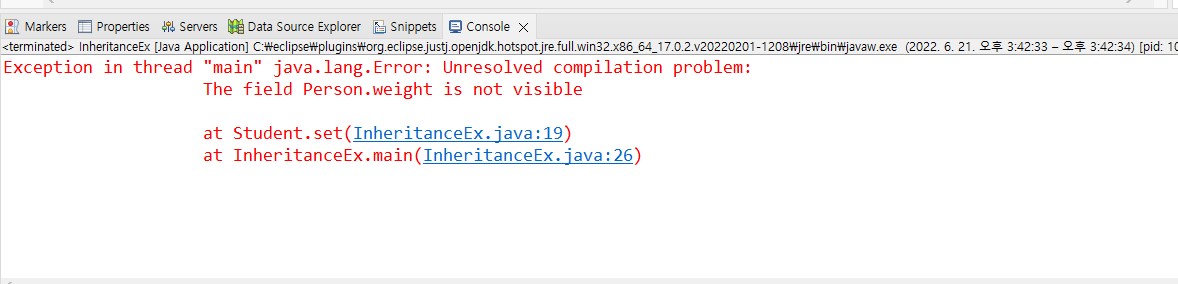 Markers Properties Servers Data Source Explorer Snippets Console
<terminated> InheritanceEx [Java Application] C:₩eclipse₩plugins₩org.eclipse.justj.openjdk.hotspot.jre.full.win32.x86_64_17.0.2.v20220201-1208₩jre₩bin₩javaw.exe (2022. 6. 21. 오후 3:42:33 – 오후 3:42:34) [pid: 10
Exception in thread "main" java.lang.Error: Unresolved compilation problem:
The field Person.weight is not visible
at Student.set(InheritanceEx.java:19)
at InheritanceEx.main(InheritanceEx.java:26)